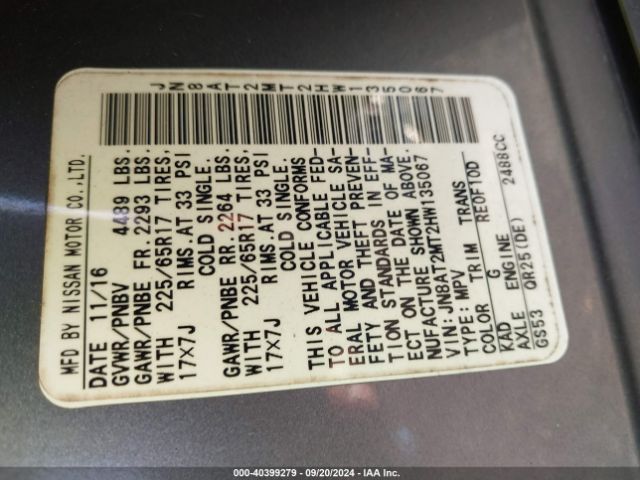 JN8AT2MT2HW135067
MFD BY NISSAN MOTOR CO.,LTD.
DATE 11/16
GVWR/PNBV 4489 LBS.
GAWR/PNBE FR. 2293 LBS.
WITH 225/65R17 TIRES,
17X7J RIMS.AT 33 PSI
COLD SINGLE.
GAWR/PNBE RR. 2264 LBS.
WITH 225/65R17 TIRES,
17X7J RIMS.AT 33 PSI
COLD SINGLE.
THIS VEHICLE CONFORMS
TO ALL APPLICABLE FED-
ERAL MOTOR VEHICLE SA-
FETY AND THEFT PREVEN-
TION STANDARDS IN EFF-
ECT ON THE DATE OF MA-
NUFACTURE SHOWN ABOVE.
VIN:JN8AT2MT2HW135067
TYPE: MPV
COLOR TRIM TRANS
KAD G RE0F10D
AXLE ENGINE
GS53 QR25(DE) 2488CC
000-40399279 - 09/20/2024 - IAA Inc.